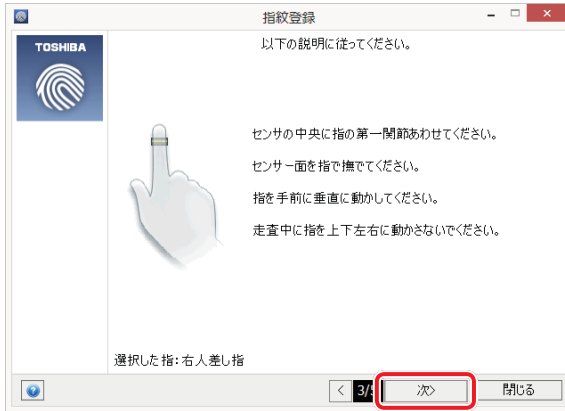 指紋登録
TOSHIBA
以下の説明に従ってください。
センサの中央に指の第一関節あわせてください。
センサー面を指で撫でてください。
指を手前に垂直に動かしてください。
走査中に指を上下左右に動かさないでください。
選択した指:右人差し指
< 3/5 次> 閉じる